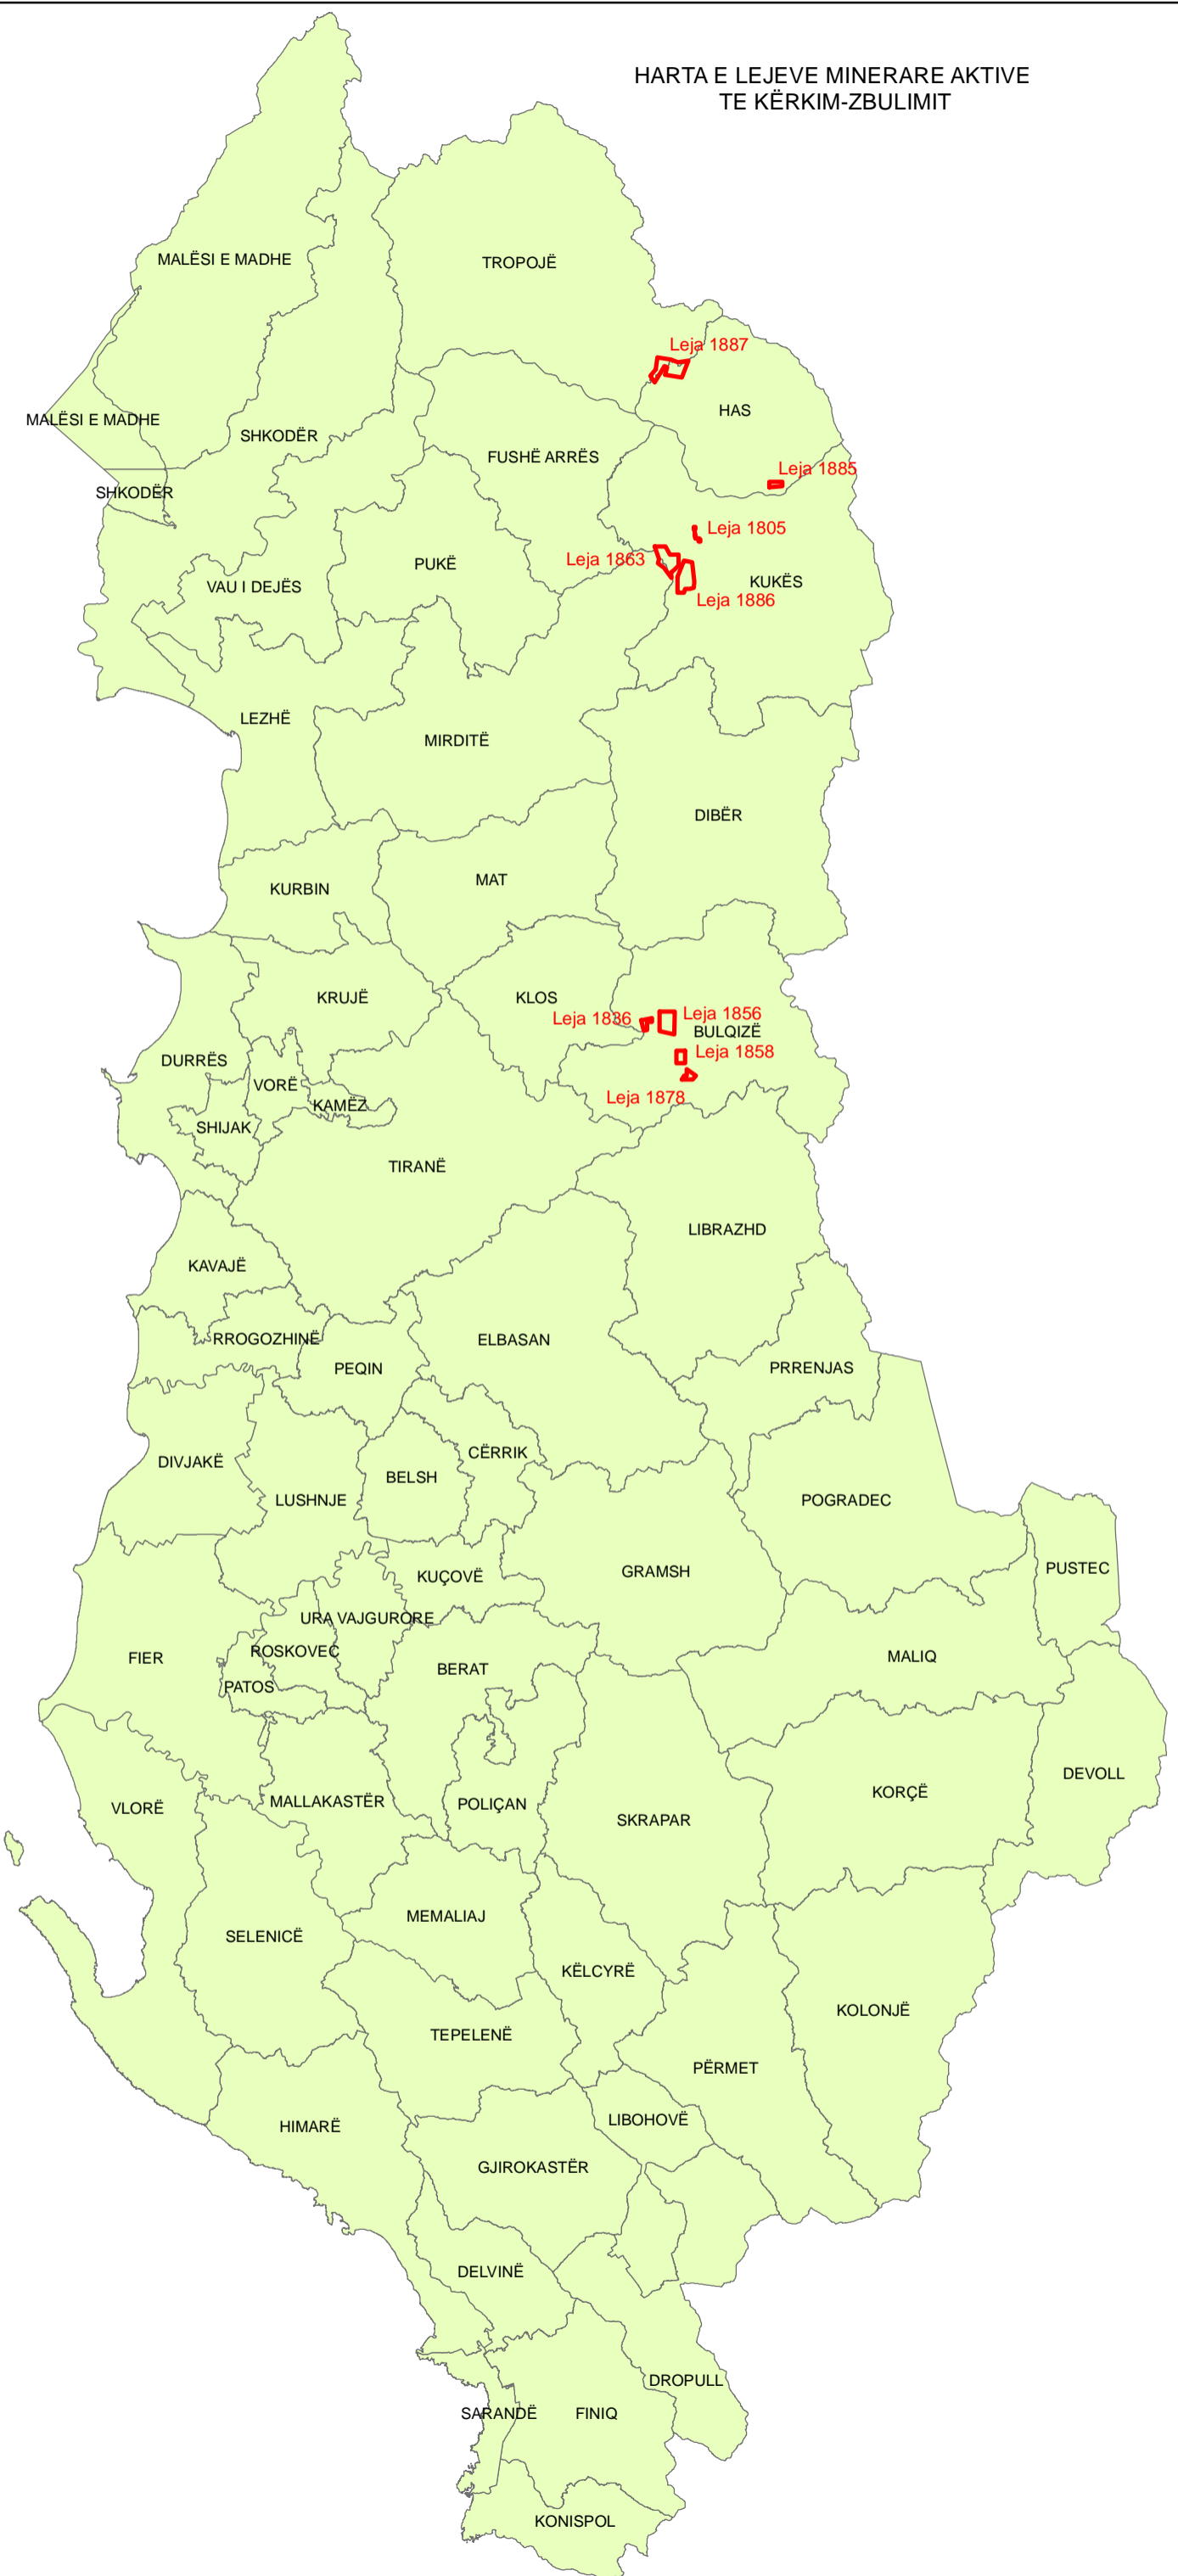 HARTA E LEJEVE MINERARE AKTIVE
TE KËRKIM-ZBULIMIT
MALËSI E MADHE
TROPOJË
Leja 1887
HAS
MALËSI E MADHE
SHKODËR
FUSHË ARRËS
Leja 1885
SHKODËR
Leja 1805
Leja 1863
PUKË
KUKËS
VAU I DEJËS
Leja 1886
LEZHË
MIRDITË
DIBËR
MAT
KURBIN
KRUJË
KLOS
Leja 1836
Leja 1856
BULQIZË
Leja 1858
DURRËS
VORË
Leja 1878
KAMËZ
SHIJAK
TIRANË
LIBRAZHD
KAVAJË
RROGOZHINË
ELBASAN
PEQIN
PRRENJAS
CËRRIK
DIVJAKË
BELSH
LUSHNJE
POGRADEC
PUSTEC
GRAMSH
KUÇOVË
URA VAJGURORE
ROSKOVEC
FIER
MALIQ
BERAT
PATOS
DEVOLL
KORÇË
MALLAKASTËR
POLIÇAN
VLORË
SKRAPAR
MEMALIAJ
SELENICË
KËLCYRË
KOLONJË
TEPELENË
PËRMET
LIBOHOVË
HIMARË
GJIROKASTËR
DELVINË
DROPULL
SARANDË
FINIQ
KONISPOL